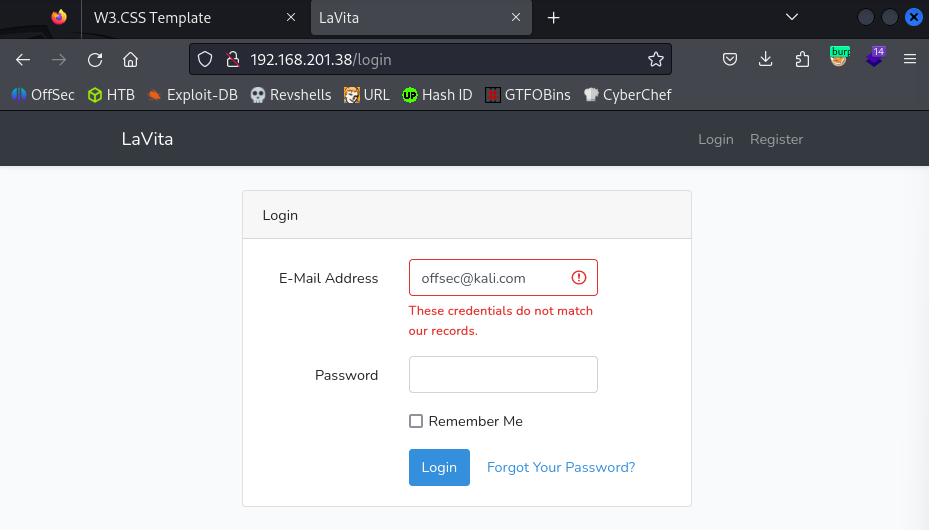 W3.CSS Template
LaVita
192.168.201.38/login
burp
14
OffSec HTB Exploit-DB Revshells URL Hash ID GTFOBins CyberChef
LaVita Login Register
Login
E-Mail Address offsec@kali.com
These credentials do not match
our records.
Password
Remember Me
Login Forgot Your Password?